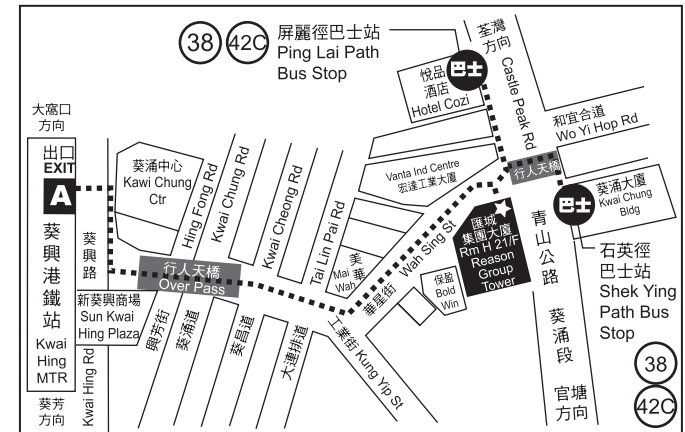 38
42C
屏麗徑巴士站
Ping Lai Path
Bus Stop
荃灣
方向
巴士
悅品
酒店
Hotel Cozi
Castle Peak Rd
和宜合道
Wo Yi Hop Rd
大窩口
方向
出口
EXIT
A
葵興港鐵站
Kwai
Hing
MTR
葵芳
方向
葵興路
Kwai Hing Rd
葵涌中心
Kawi Chung
Ctr
Hing Fong Rd
Kwai Chung Rd
Kwai Cheong Rd
Tai Lin Pai Rd
Vanta Ind Centre
宏達工業大廈
行人天橋
巴士
葵涌大廈
Kwai Chung
Bldg
匯城
集團大廈
Rm H 21/F
Reason
Group
Tower
青山公路
葵涌段
官塘
方向
石英徑
巴士站
Shek Ying
Path Bus
Stop
38
42C
行人天橋
Over Pass
新葵興商場
Sun Kwai
Hing Plaza
興芳街
葵涌道
葵昌道
大連排道
美華
Mai
Wah
華星街 Wah Sing St
保盈
Bold
Win
工業街 Kung Yip St